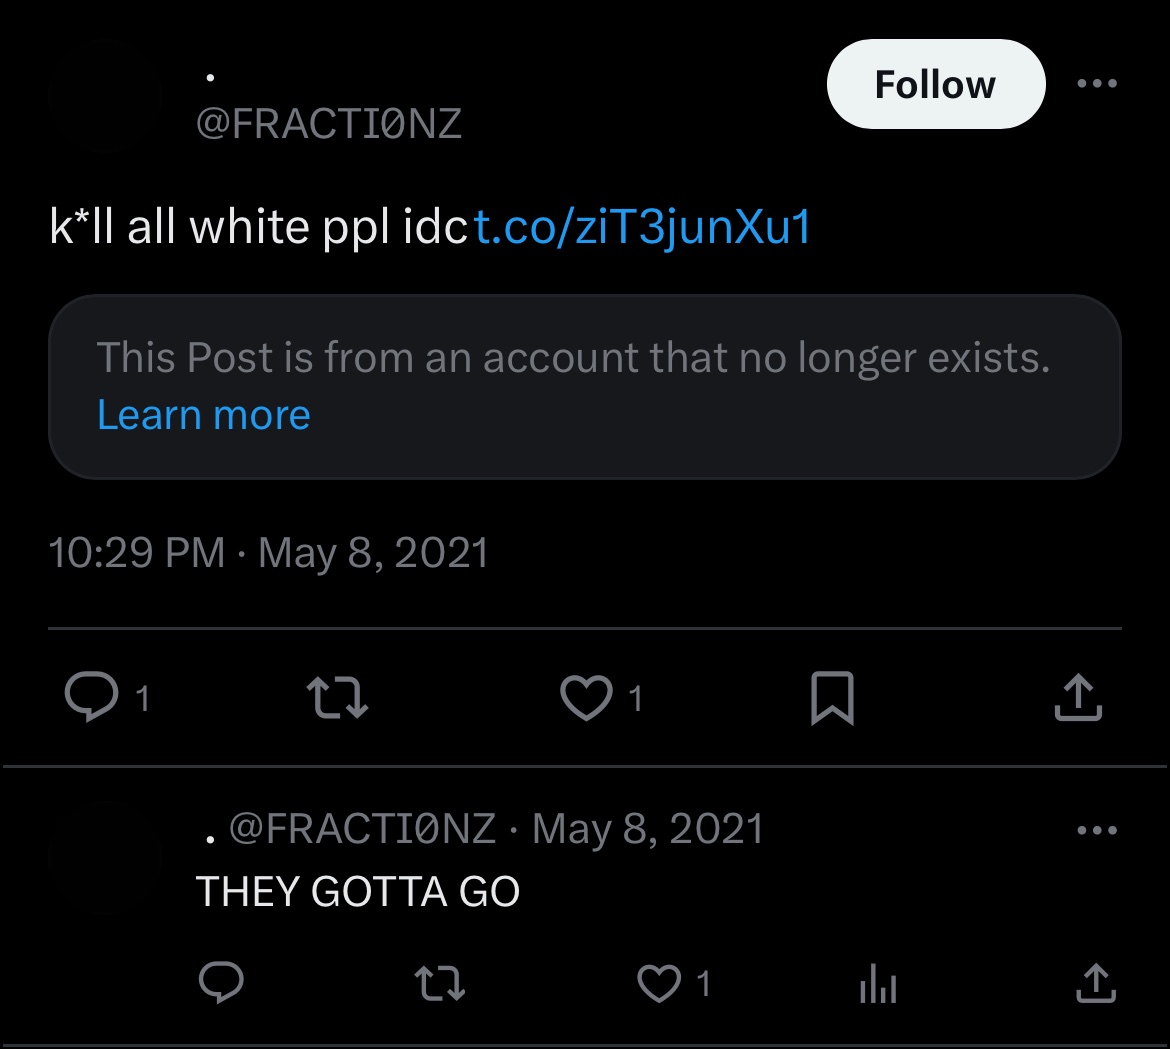 .
Follow
@FRACTI0NZ
k*ll all white ppl idc t.co/ziT3junXu1
This Post is from an account that no longer exists.
Learn more
10:29 PM · May 8, 2021
1
1
. @FRACTI0NZ · May 8, 2021
THEY GOTTA GO
1